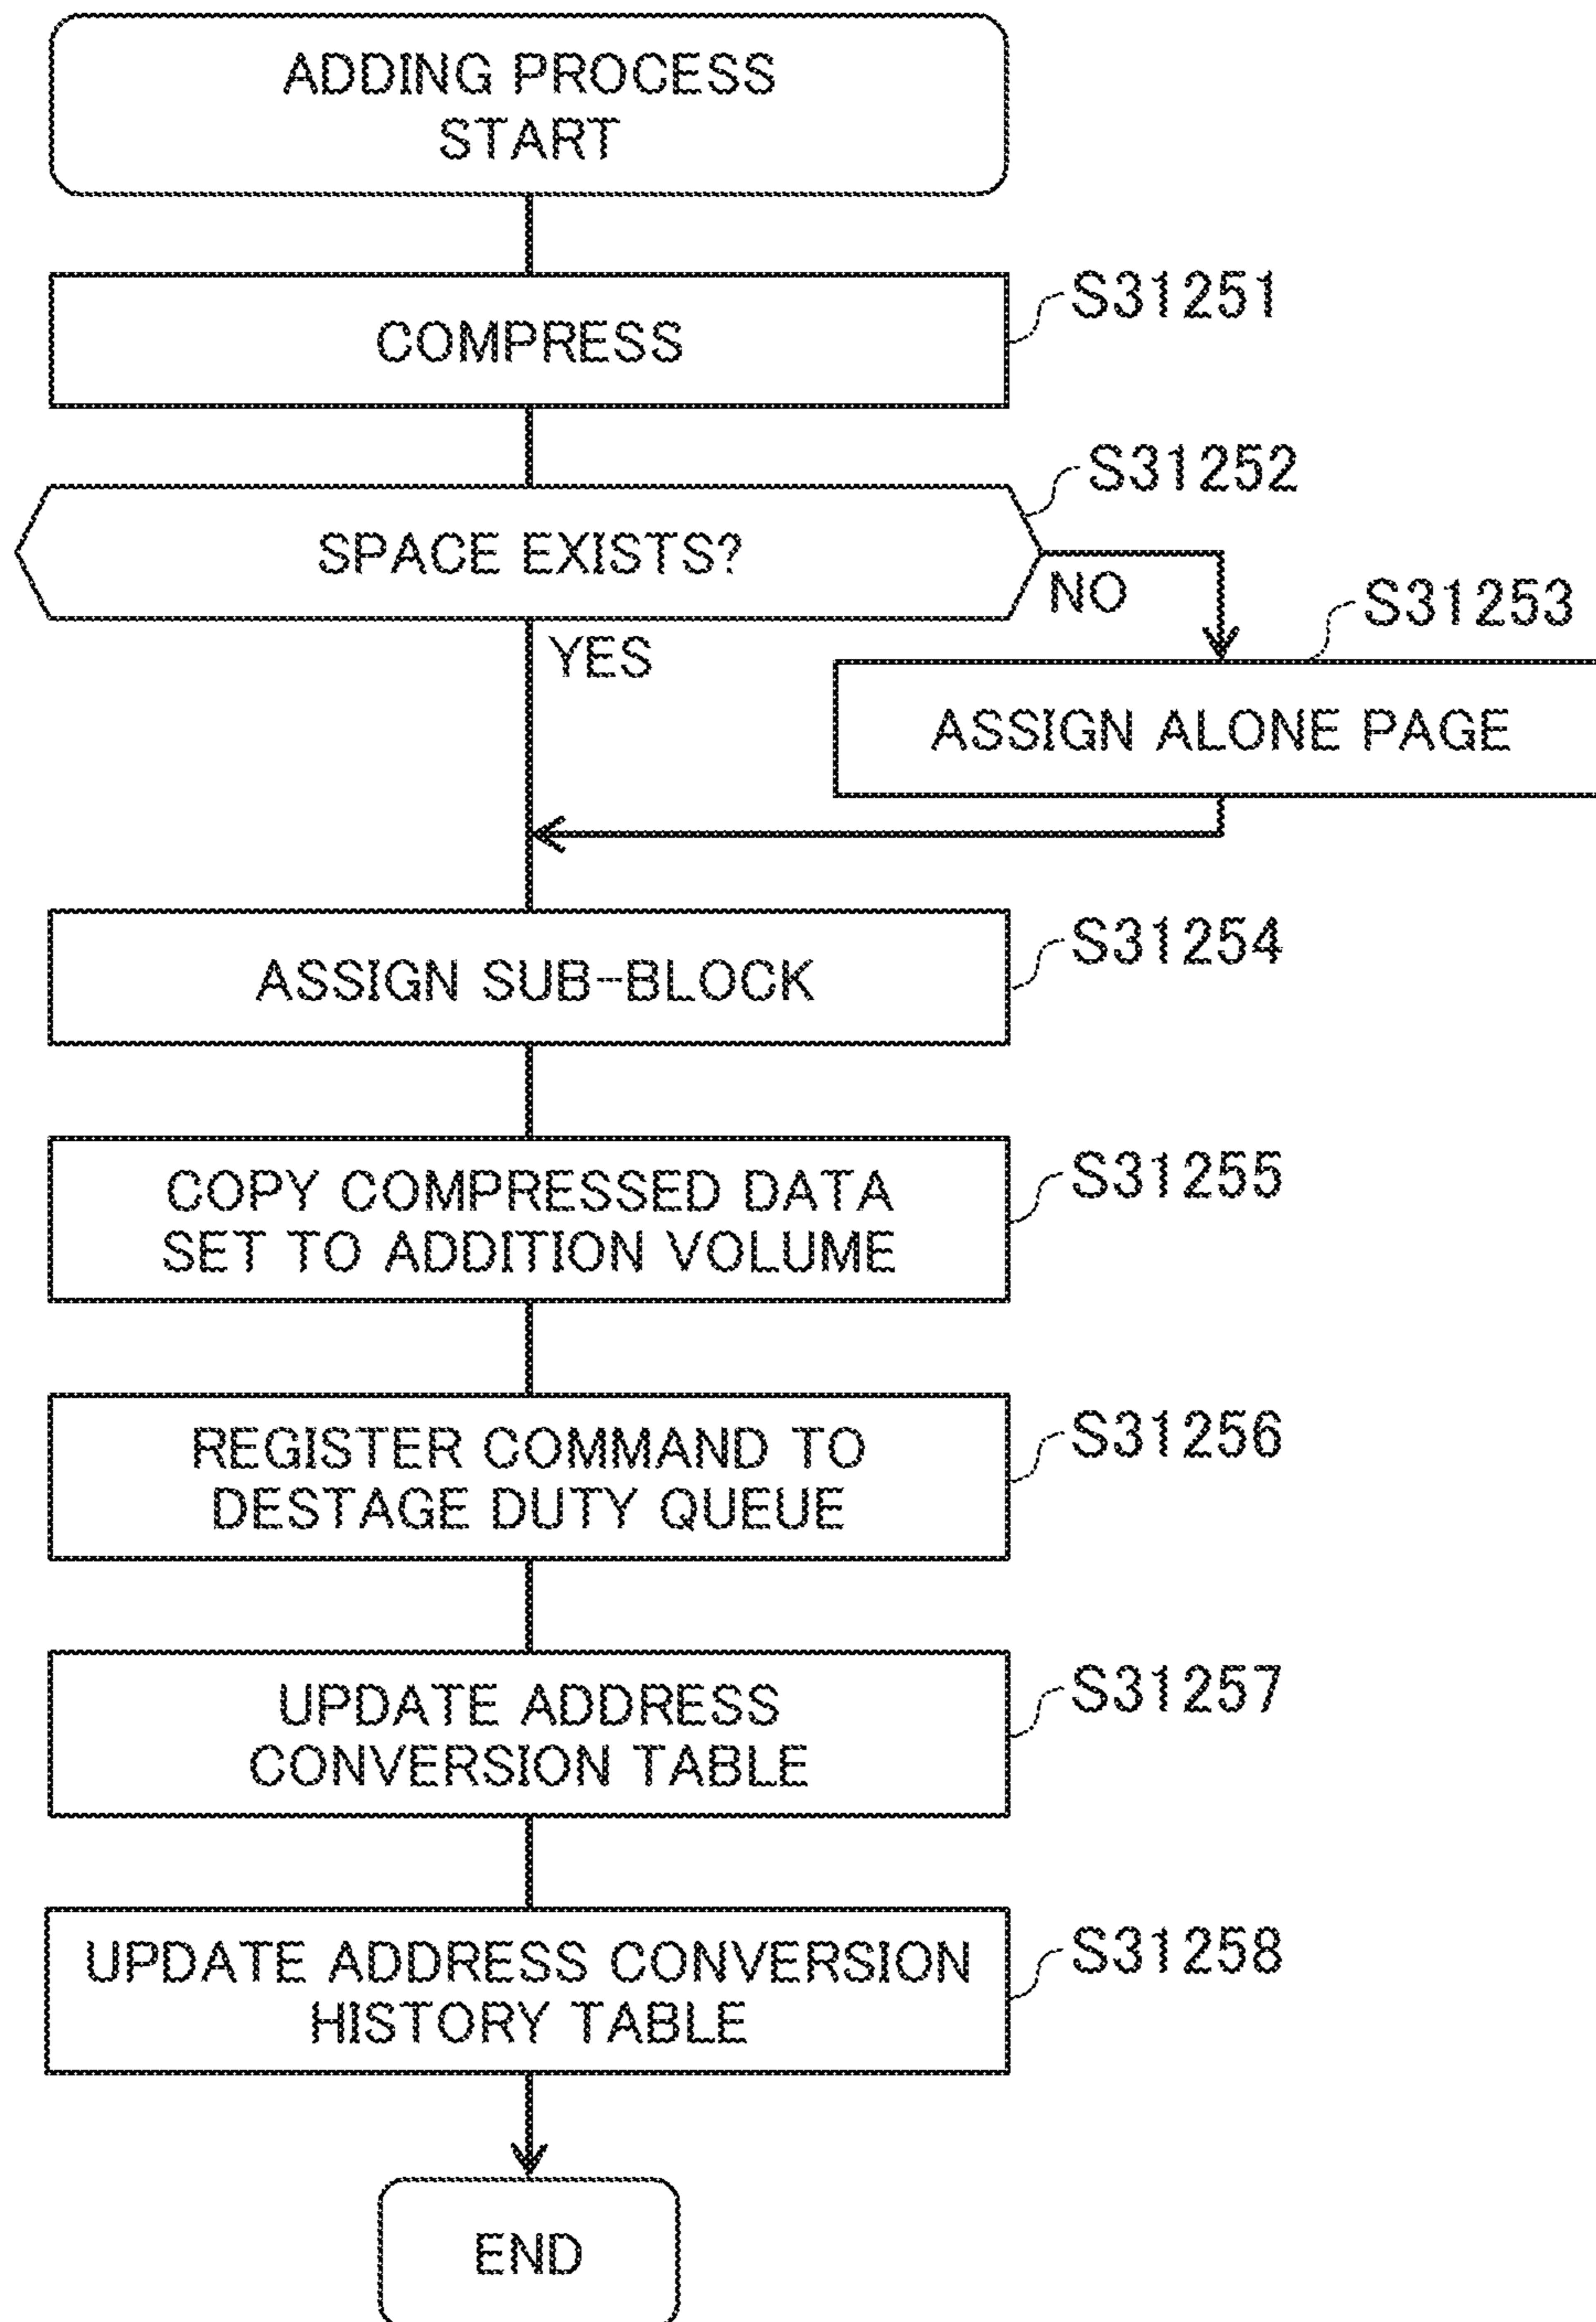 ADDING PROCESS
START
S31251
COMPRESS
S31252
SPACE EXISTS?
NO
S31253
YES
ASSIGN ALONE PAGE
S31254
ASSIGN SUB-BLOCK
S31255
COPY COMPRESSED DATA
SET TO ADDITION VOLUME
S31256
REGISTER COMMAND TO
DESTAGE DUTY QUEUE
S31257
UPDATE ADDRESS
CONVERSION TABLE
S31258
UPDATE ADDRESS CONVERSION
HISTORY TABLE
END